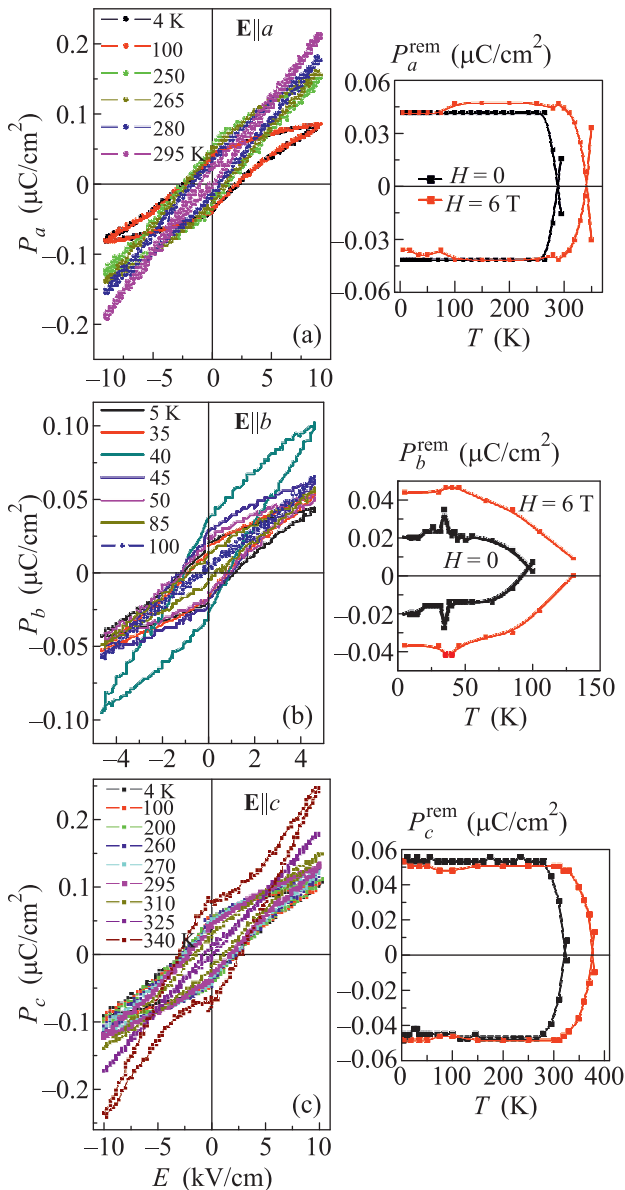 P_a^rem (μC/cm²)
4 K
100
250
265
280
295 K
E||a
P_a (μC/cm²)
0.2
0.1
0
−0.1
−0.2
−10 −5 0 5 10
(a)
0.06
0.03
0
−0.03
−0.06
H = 0
H = 6 T
0 100 200 300
T (K)
5 K
35
40
45
50
85
100
E||b
P_b (μC/cm²)
0.10
0.05
0
−0.05
−0.10
−4 −2 0 2 4
(b)
P_b^rem (μC/cm²)
0.04
0.02
0
−0.02
−0.04
H = 6 T
H = 0
0 50 100 150
T (K)
4 K
100
200
260
270
295
310
325
340 K
E||c
P_c (μC/cm²)
0.2
0.1
0
−0.1
−0.2
−10 −5 0 5 10
(c)
E (kV/cm)
P_c^rem (μC/cm²)
0.06
0.04
0.02
0
−0.02
−0.04
−0.06
0 100 200 300 400
T (K)